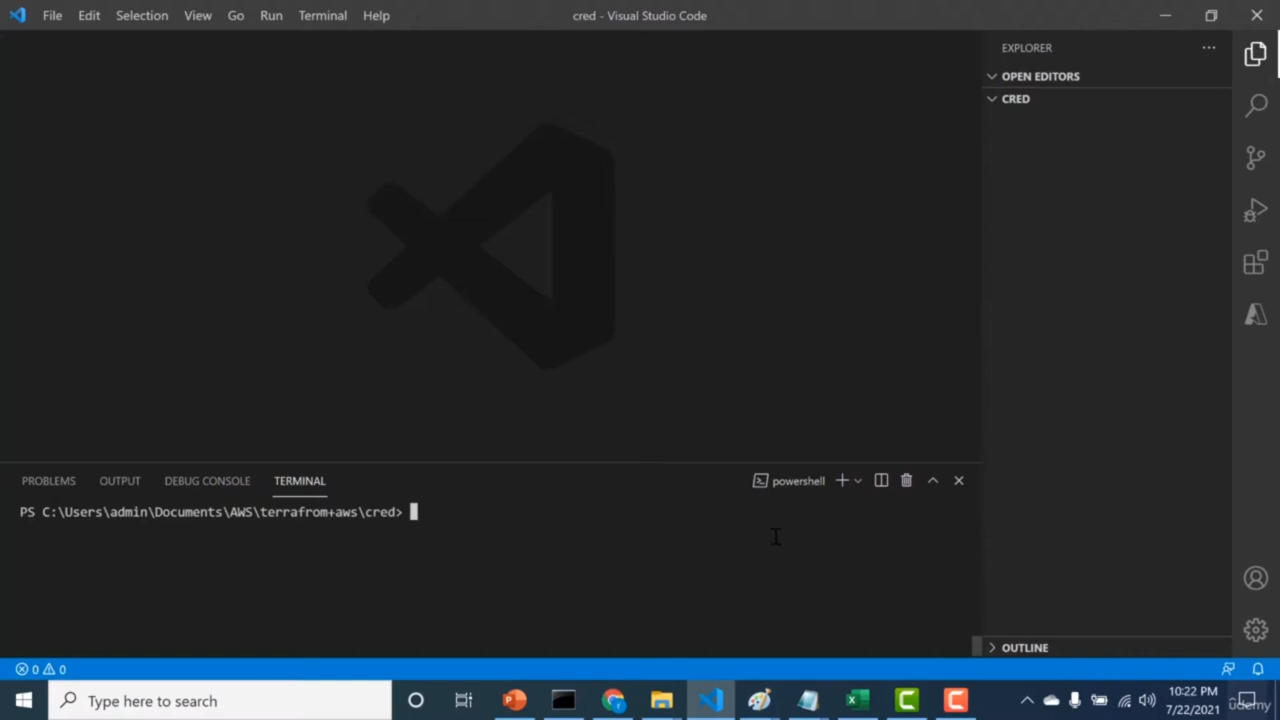 File Edit Selection View Go Run Terminal Help cred - Visual Studio Code
EXPLORER
OPEN EDITORS
CRED
PROBLEMS OUTPUT DEBUG CONSOLE TERMINAL powershell
PS C:\Users\admin\Documents\AWS\terrafrom+aws\cred>
OUTLINE
0 0
Type here to search
10:22 PM
7/22/2021
udemy